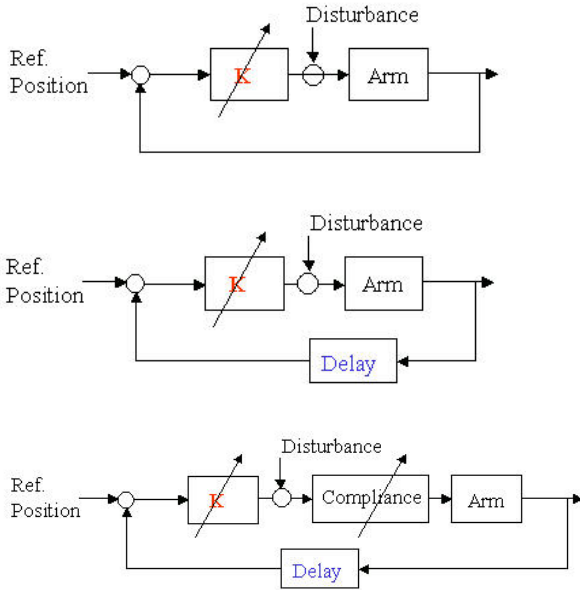 Disturbance
Ref.
Position
K
Arm
Disturbance
Ref.
Position
K
Arm
Delay
Disturbance
Ref.
Position
K
Compliance
Arm
Delay